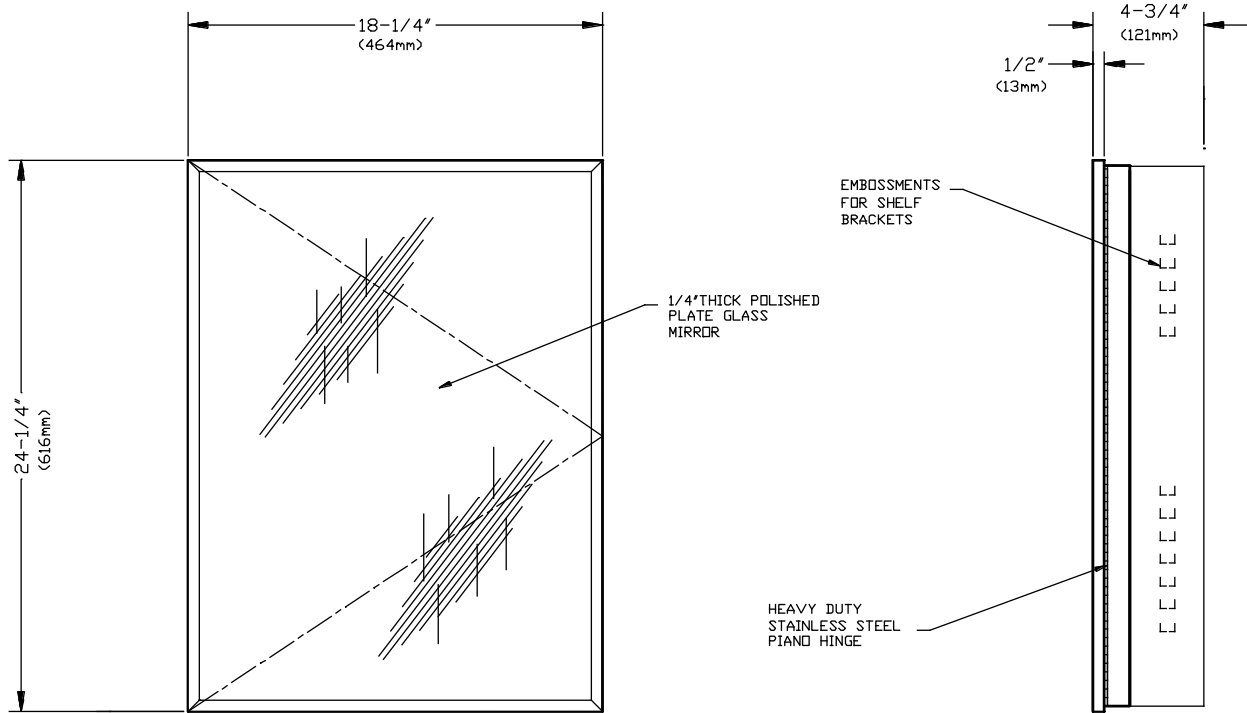 18-1/4"
(464mm)
4-3/4"
(121mm)
1/2"
(13mm)
24-1/4"
(616mm)
EMBOSSMENTS
FOR SHELF
BRACKETS
1/4"THICK POLISHED
PLATE GLASS
MIRROR
HEAVY DUTY
STAINLESS STEEL
PIANO HINGE